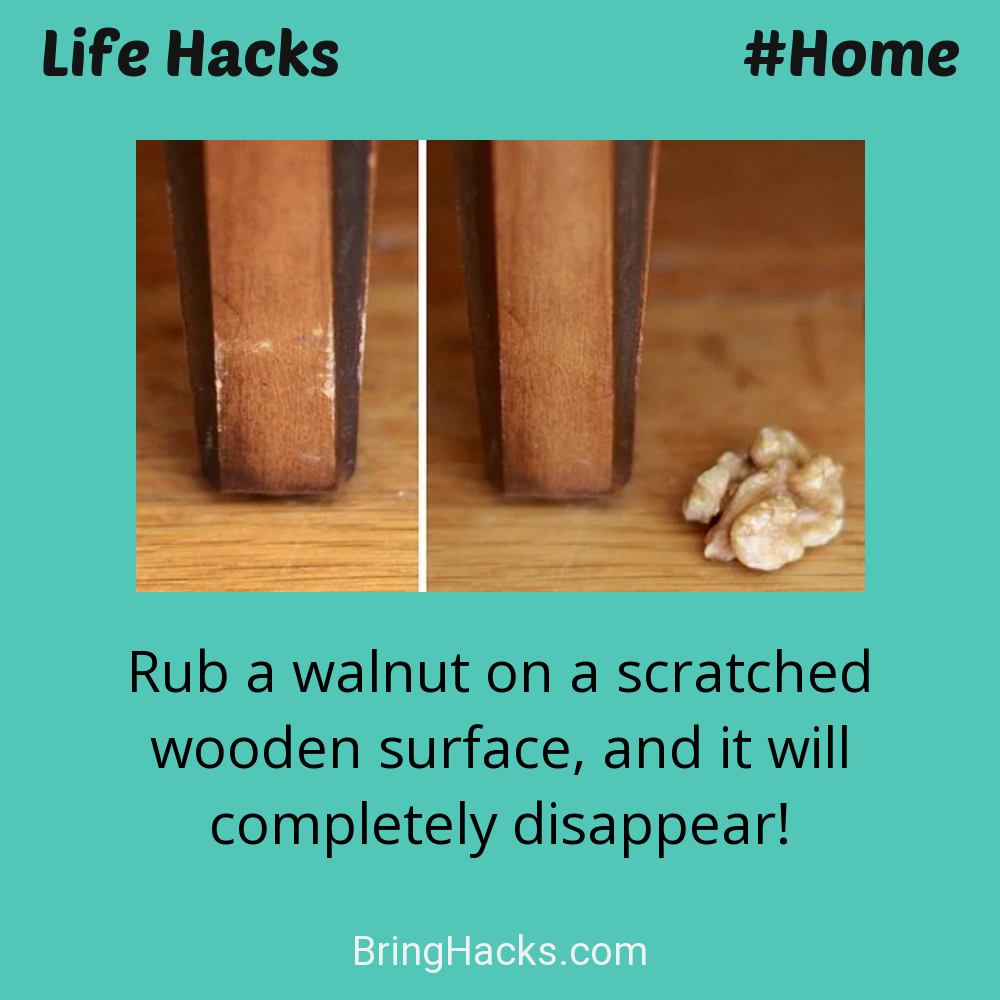 Life Hacks #Home
Rub a walnut on a scratched
wooden surface, and it will
completely disappear!
BringHacks.com